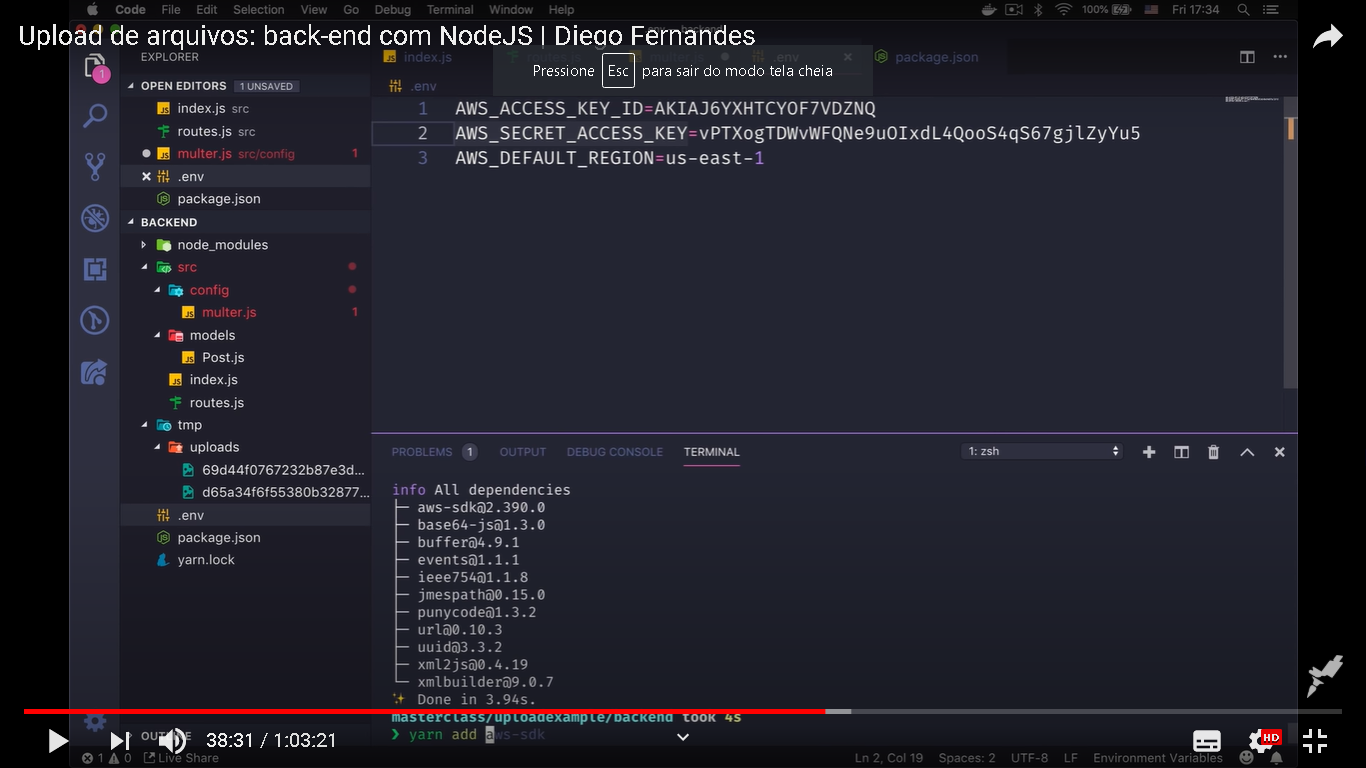 Code File Edit Selection View Go Debug Terminal Window Help 100% Fri 17:34
Upload de arquivos: back-end com NodeJS | Diego Fernandes
Pressione Esc para sair do modo tela cheia
EXPLORER
OPEN EDITORS 1 UNSAVED
index.js src
routes.js src
multer.js src/config 1
.env
package.json
BACKEND
node_modules
src
config
multer.js 1
models
Post.js
index.js
routes.js
tmp
uploads
69d44f0767232b87e3d...
d65a34f6f55380b32877...
.env
package.json
yarn.lock
index.js .env package.json
.env
1 AWS_ACCESS_KEY_ID=AKIAJ6YXHTCYOF7VDZNQ
2 AWS_SECRET_ACCESS_KEY=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
3 AWS_DEFAULT_REGION=us-east-1
PROBLEMS 1 OUTPUT DEBUG CONSOLE TERMINAL 1: zsh
info All dependencies
├─ aws-sdk@2.390.0
├─ base64-js@1.3.0
├─ buffer@4.9.1
├─ events@1.1.1
├─ ieee754@1.1.8
├─ jmespath@0.15.0
├─ punycode@1.3.2
├─ url@0.10.3
├─ uuid@3.3.2
├─ xml2js@0.4.19
└─ xmlbuilder@9.0.7
✨ Done in 3.94s.
masterclass/uploadexample/backend took 4s
❯ yarn add aws-sdk
38:31 / 1:03:21
HD
1 0 Live Share Ln 2, Col 19 Spaces: 2 UTF-8 LF Environment Variables